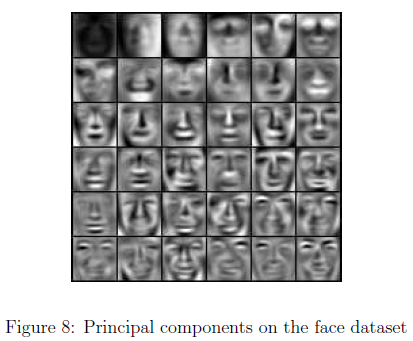 Figure 8: Principal components on the face dataset